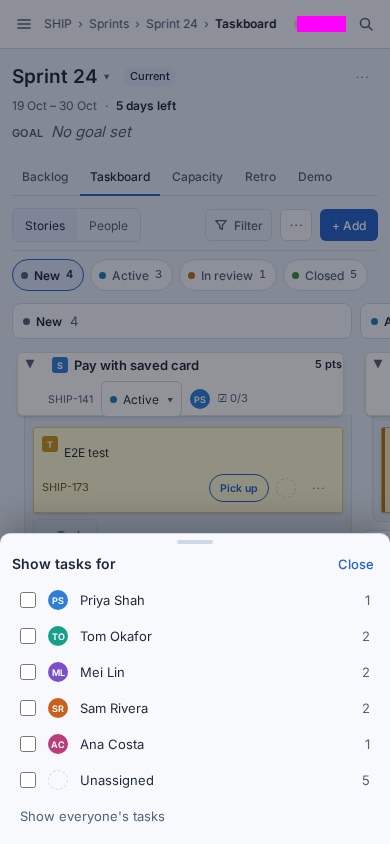 SHIP › Sprints › Sprint 24 › Taskboard
Sprint 24 ▾ Current ...
19 Oct – 30 Oct · 5 days left
GOAL No goal set
Backlog Taskboard Capacity Retro Demo
Stories People Filter ... + Add
New 4 Active 3 In review 1 Closed 5
New 4
S Pay with saved card 5 pts
SHIP-141 Active ▾ PS ☑ 0/3
T E2E test
SHIP-173 Pick up ...
Show tasks for Close
PS Priya Shah 1
TO Tom Okafor 2
ML Mei Lin 2
SR Sam Rivera 2
AC Ana Costa 1
Unassigned 5
Show everyone's tasks